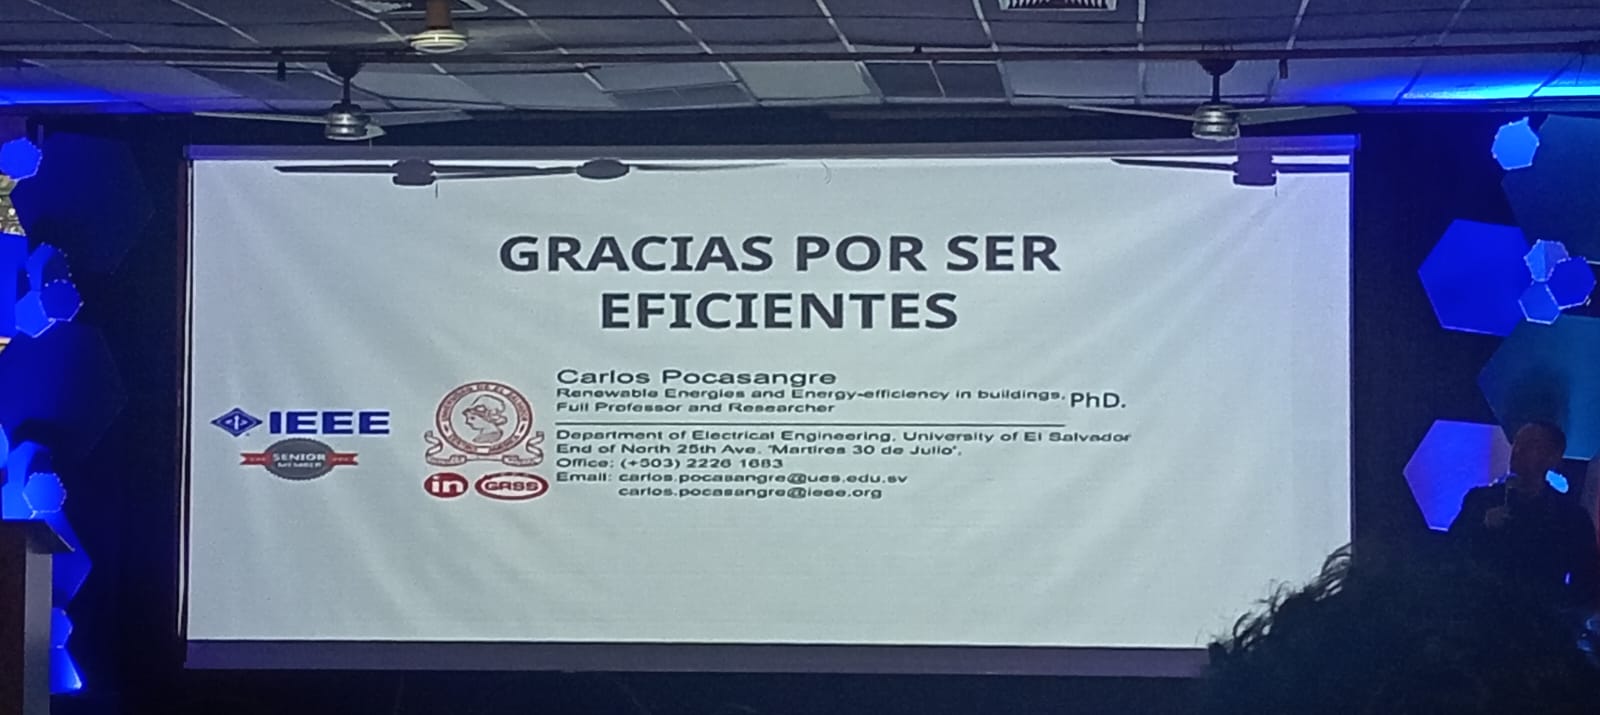 GRACIAS POR SER
EFICIENTES
Carlos Pocasangre
Renewable Energies and Energy-efficiency in buildings, PhD.
Full Professor and Researcher
Department of Electrical Engineering, University of El Salvador
End of North 25th Ave. "Martires 30 de Julio".
Office: (+503) 2226 1683
Email: carlos.pocasangre@ues.edu.sv
carlos.pocasangre@ieee.org
IEEE
SENIOR
MEMBER
in
GRSS